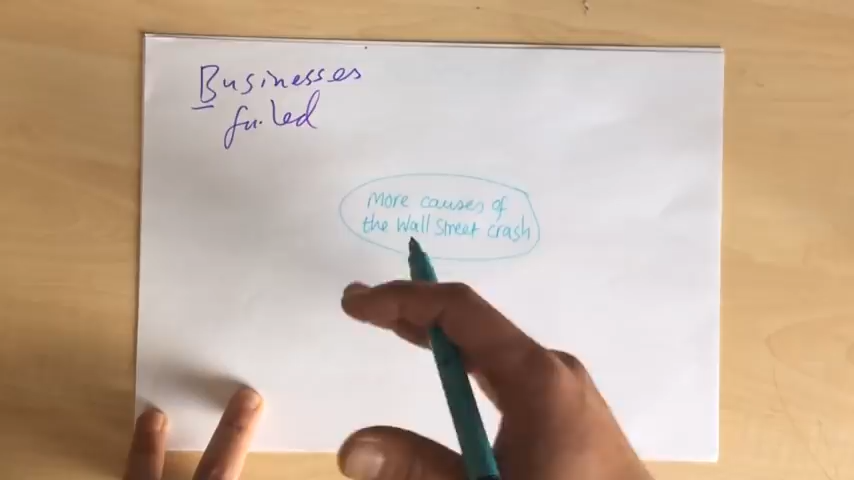 Businesses
failed
More causes of
the Wall Street crash